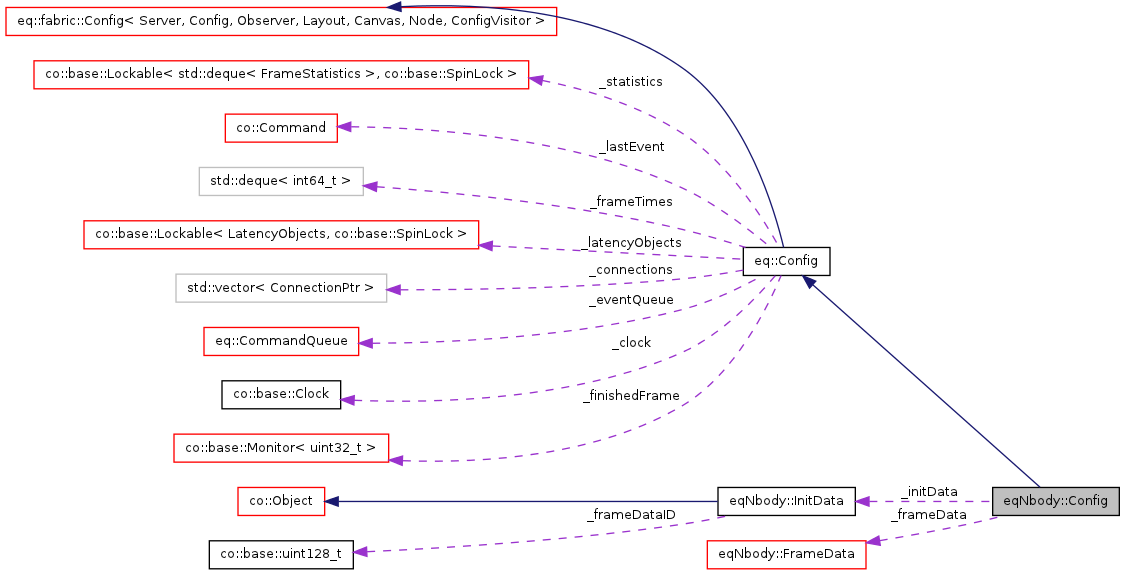 eq::fabric::Config< Server, Config, Observer, Layout, Canvas, Node, ConfigVisitor >
co::base::Lockable< std::deque< FrameStatistics >, co::base::SpinLock >
_statistics
co::Command
_lastEvent
std::deque< int64_t >
_frameTimes
co::base::Lockable< LatencyObjects, co::base::SpinLock >
_latencyObjects
eq::Config
_connections
std::vector< ConnectionPtr >
_eventQueue
eq::CommandQueue
_clock
co::base::Clock
_finishedFrame
co::base::Monitor< uint32_t >
co::Object
eqNbody::InitData
_initData
eqNbody::Config
_frameDataID
_frameData
co::base::uint128_t
eqNbody::FrameData